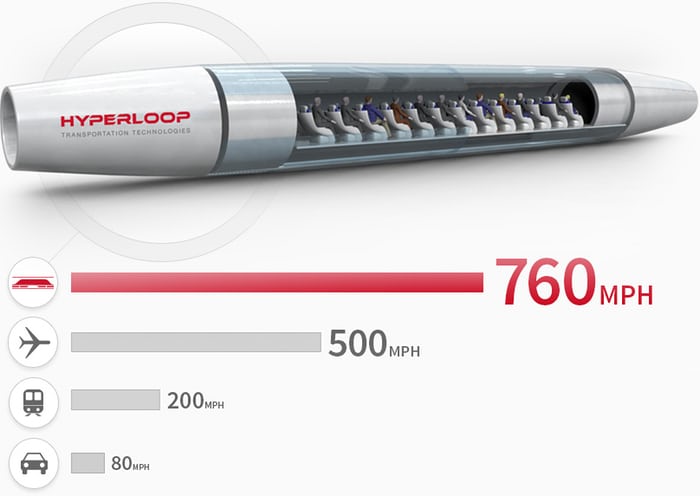 HYPERLOOP
TRANSPORTATION TECHNOLOGIES
760MPH
500MPH
200MPH
80MPH